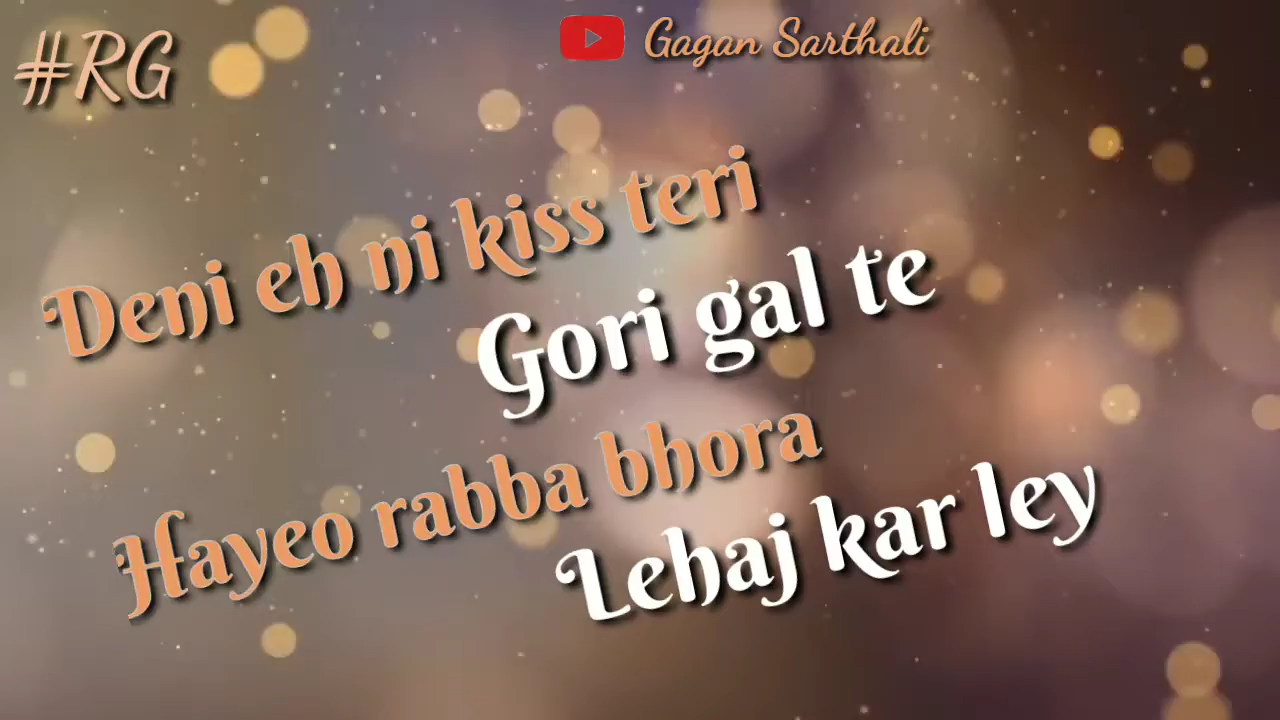 #RG
Gagan Sarthali
Deni eh ni kiss teri
Gori gal te
Hayeo rabba bhora
Lehaj kar ley